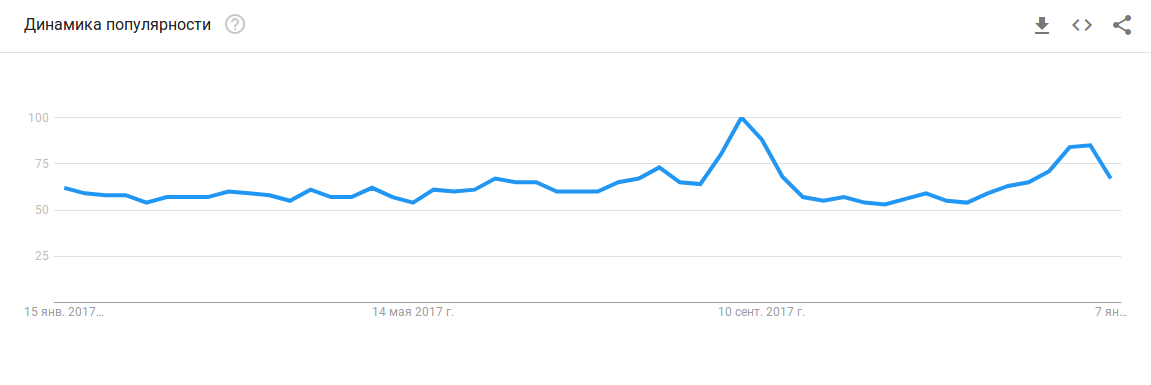 Динамика популярности ?
100
75
50
25
15 янв. 2017…
14 мая 2017 г.
10 сент. 2017 г.
7 ян…